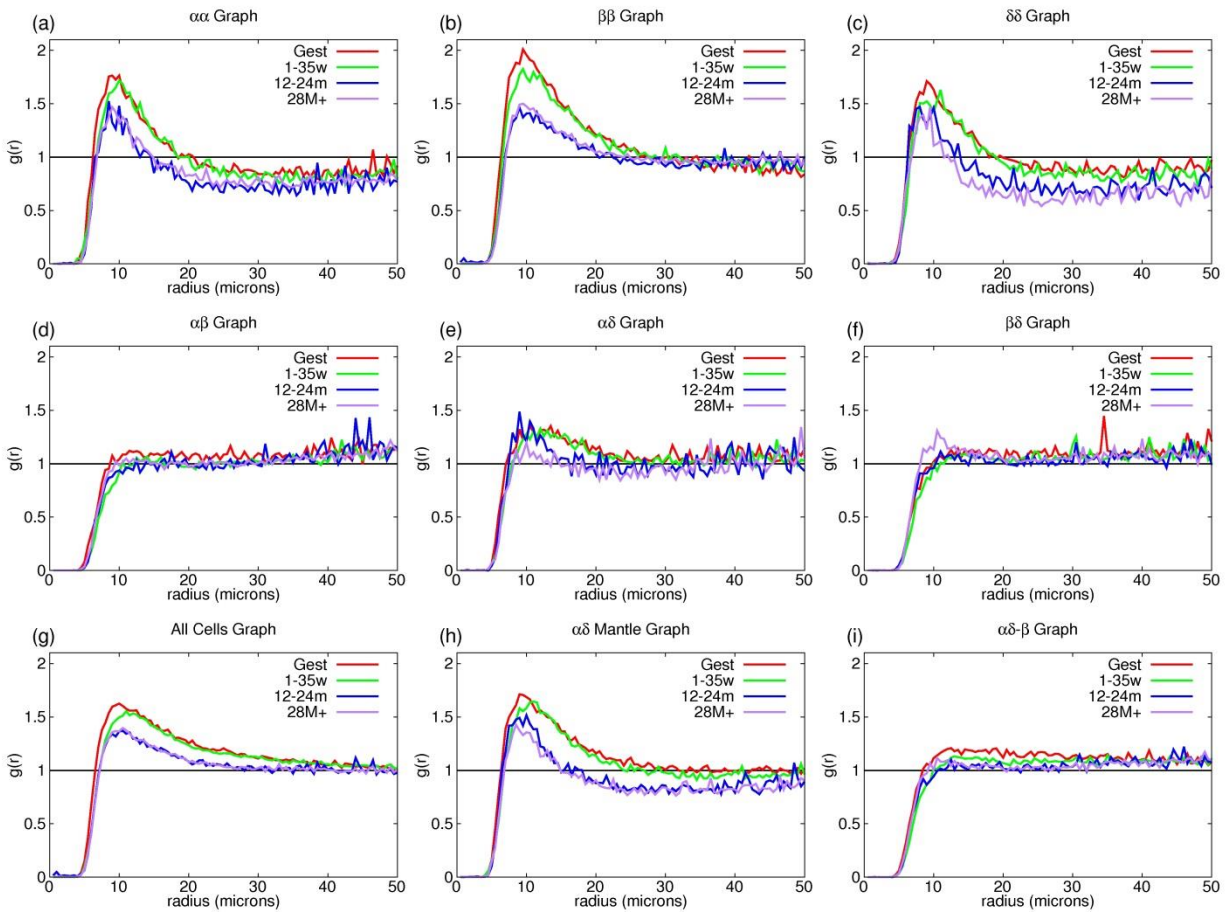 (a) αα Graph
Gest
1-35w
12-24m
28M+
2
1.5
1
0.5
0
g(r)
0 10 20 30 40 50
radius (microns)
(b) ββ Graph
Gest
1-35w
12-24m
28M+
2
1.5
1
0.5
0
g(r)
0 10 20 30 40 50
radius (microns)
(c) δδ Graph
Gest
1-35w
12-24m
28M+
2
1.5
1
0.5
0
g(r)
0 10 20 30 40 50
radius (microns)
(d) αβ Graph
Gest
1-35w
12-24m
28M+
2
1.5
1
0.5
0
g(r)
0 10 20 30 40 50
radius (microns)
(e) αδ Graph
Gest
1-35w
12-24m
28M+
2
1.5
1
0.5
0
g(r)
0 10 20 30 40 50
radius (microns)
(f) βδ Graph
Gest
1-35w
12-24m
28M+
2
1.5
1
0.5
0
g(r)
0 10 20 30 40 50
radius (microns)
(g) All Cells Graph
Gest
1-35w
12-24m
28M+
2
1.5
1
0.5
0
g(r)
0 10 20 30 40 50
radius (microns)
(h) αδ Mantle Graph
Gest
1-35w
12-24m
28M+
2
1.5
1
0.5
0
g(r)
0 10 20 30 40 50
radius (microns)
(i) αδ-β Graph
Gest
1-35w
12-24m
28M+
2
1.5
1
0.5
0
g(r)
0 10 20 30 40 50
radius (microns)